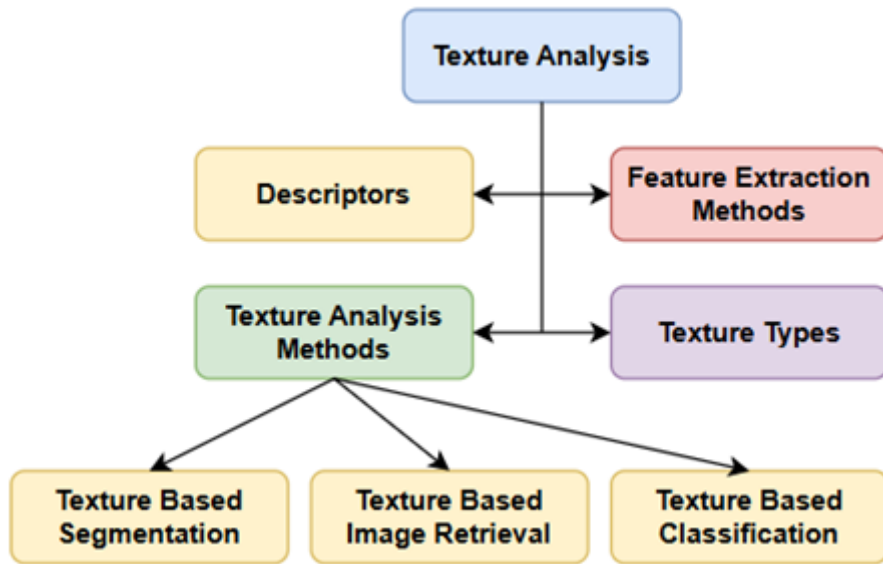 Texture Analysis
Descriptors
Feature Extraction
Methods
Texture Analysis
Methods
Texture Types
Texture Based
Segmentation
Texture Based
Image Retrieval
Texture Based
Classification